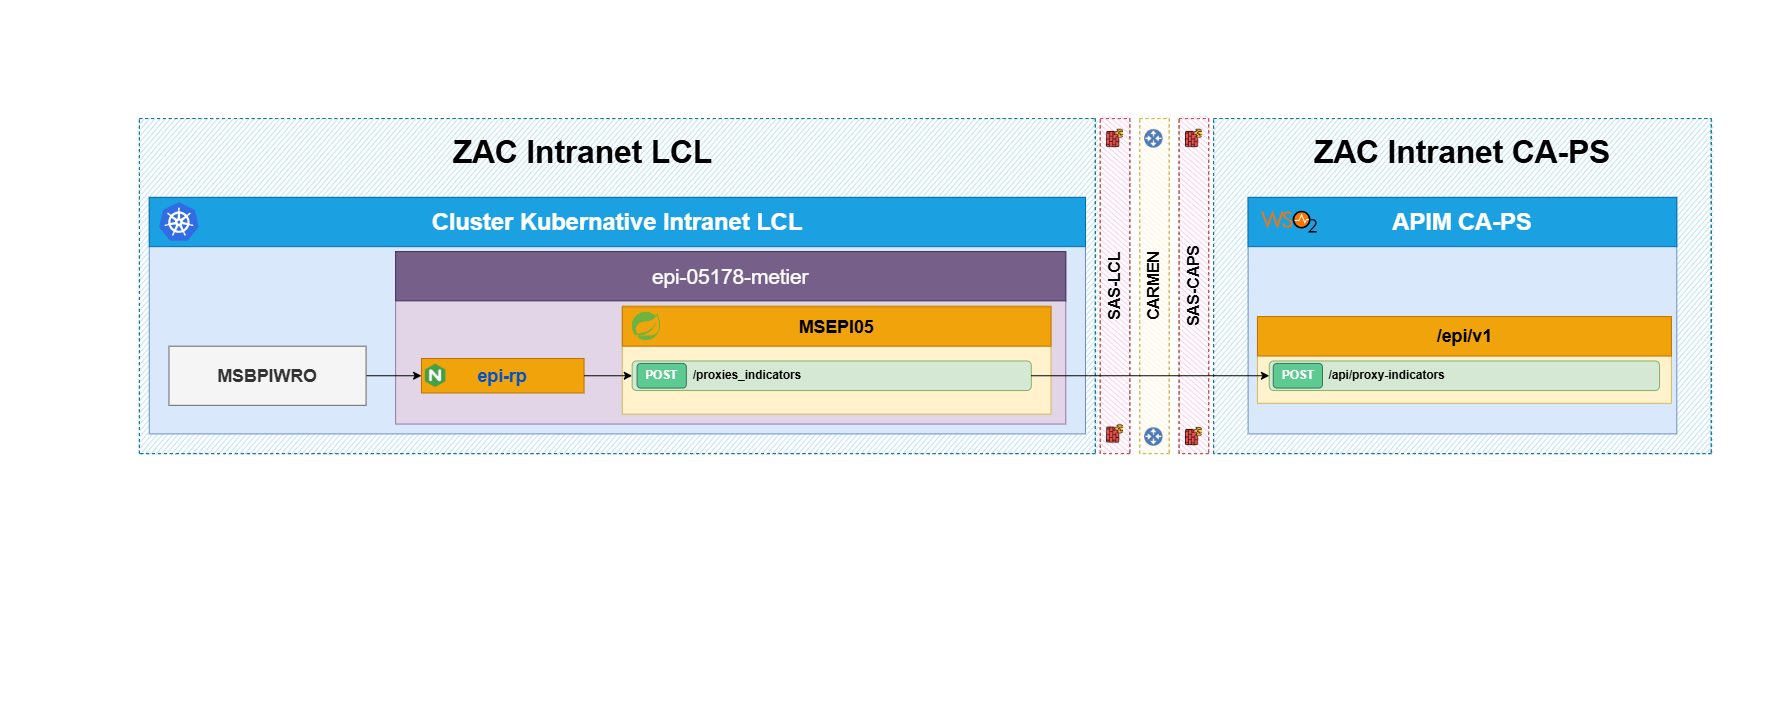 ZAC Intranet LCL
ZAC Intranet CA-PS
Cluster Kubernative Intranet LCL
WSO2
APIM CA-PS
epi-05178-metier
SAS-LCL
CARMEN
SAS-CAPS
MSEPI05
/epi/v1
MSBPIWRO
N
epi-rp
POST
/proxies_indicators
POST
/api/proxy-indicators